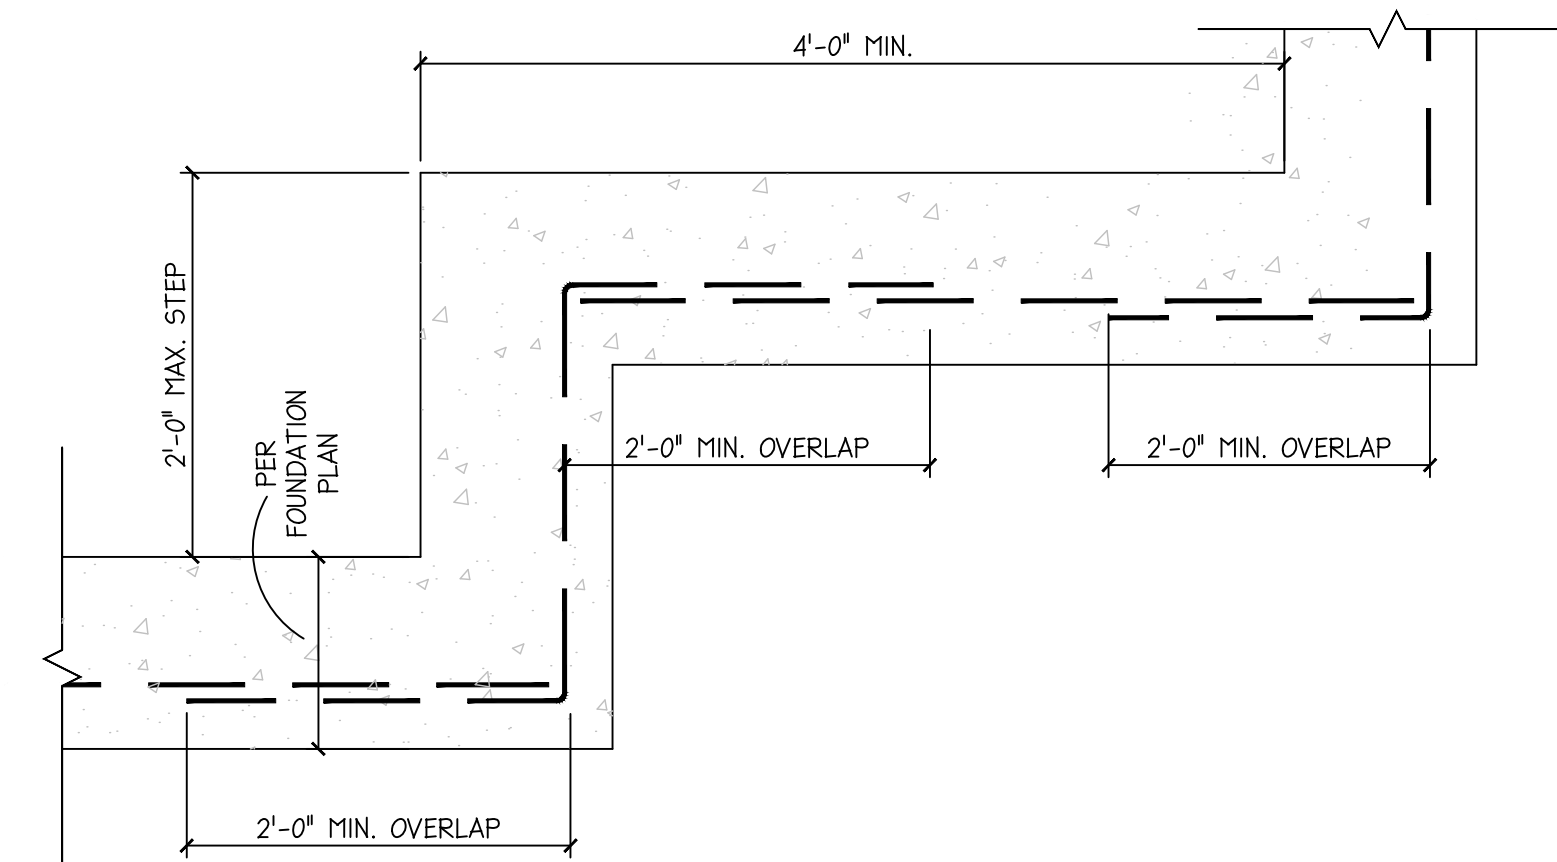 4'-0" MIN.
2'-0" MAX. STEP
PER
FOUNDATION
PLAN
2'-0" MIN. OVERLAP
2'-0" MIN. OVERLAP
2'-0" MIN. OVERLAP